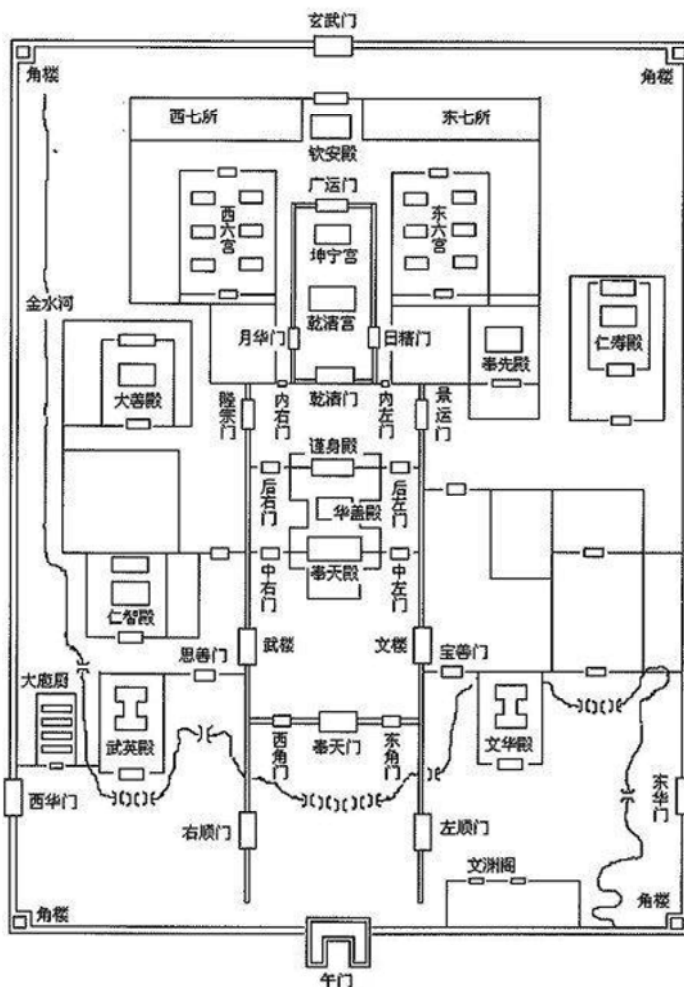 玄武门
角楼
角楼
西七所
东七所
钦安殿
广运门
西六宫
东六宫
坤宁宫
金水河
乾清宫
月华门
日精门
仁寿殿
奉先殿
大善殿
隆宗门
内右门
乾清门
内左门
景运门
谨身殿
后右门
后左门
华盖殿
中右门
奉天殿
中左门
仁智殿
思善门
武楼
文楼
宝善门
大庖厨
武英殿
文华殿
西角门
奉天门
东角门
西华门
东华门
右顺门
左顺门
文渊阁
角楼
角楼
午门